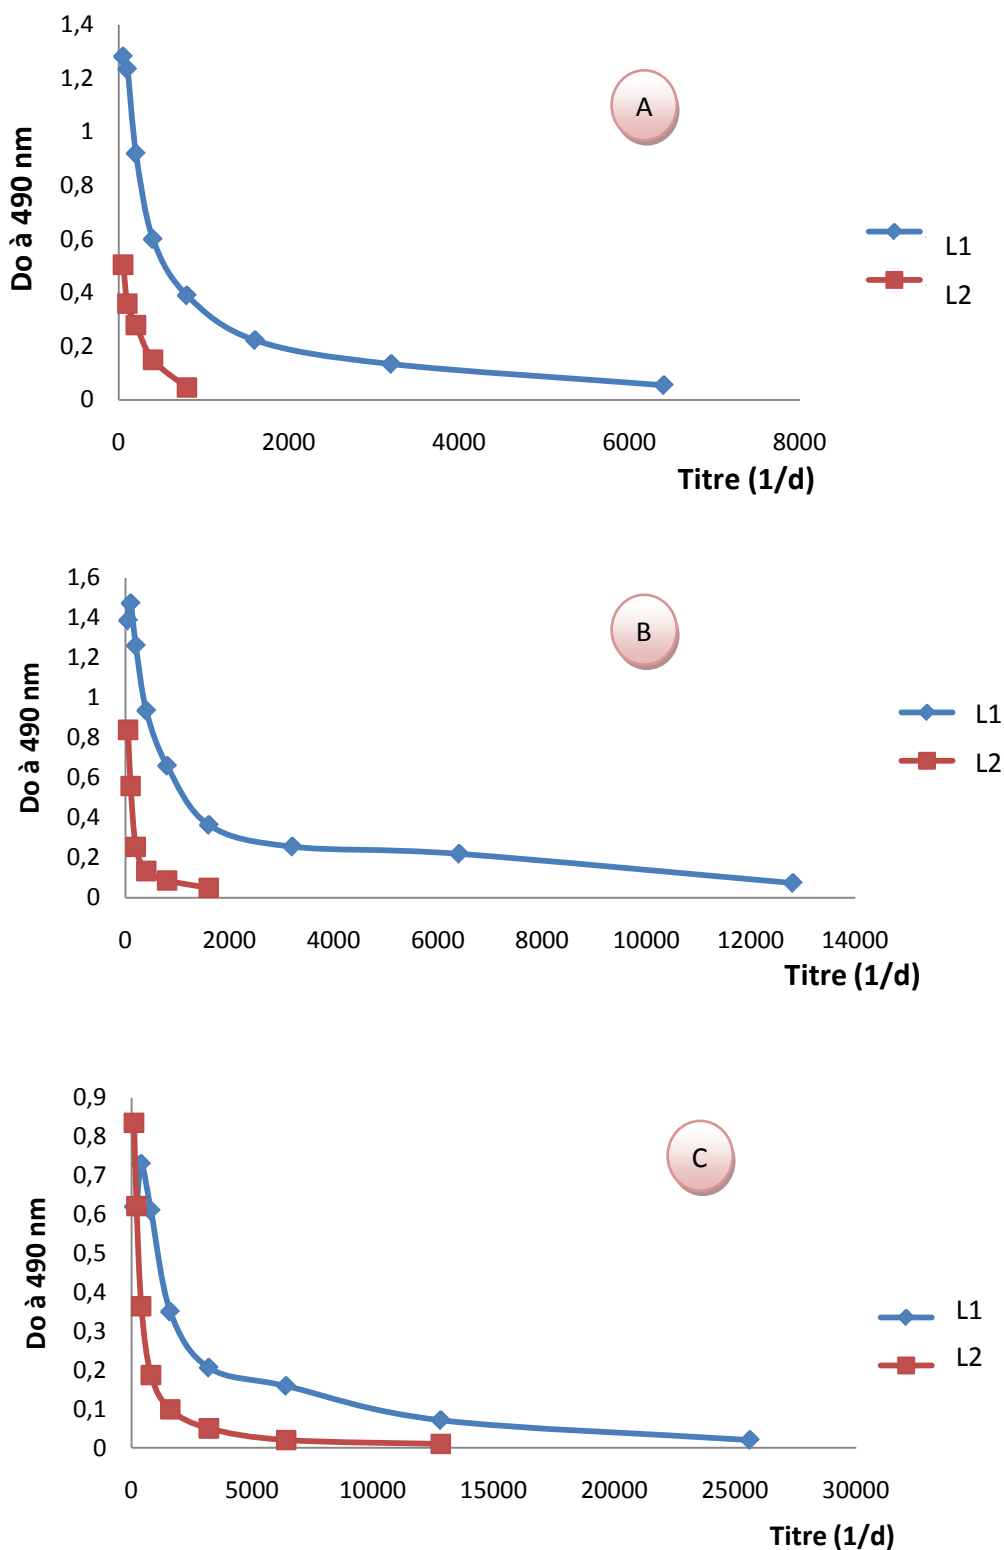 1,4
1,2
1
0,8
0,6
0,4
0,2
0
Do à 490 nm
A
L1
L2
0 2000 4000 6000 8000
Titre (1/d)
1,6
1,4
1,2
1
0,8
0,6
0,4
0,2
0
Do à 490 nm
B
L1
L2
0 2000 4000 6000 8000 10000 12000 14000
Titre (1/d)
0,9
0,8
0,7
0,6
0,5
0,4
0,3
0,2
0,1
0
Do à 490 nm
C
L1
L2
0 5000 10000 15000 20000 25000 30000
Titre (1/d)